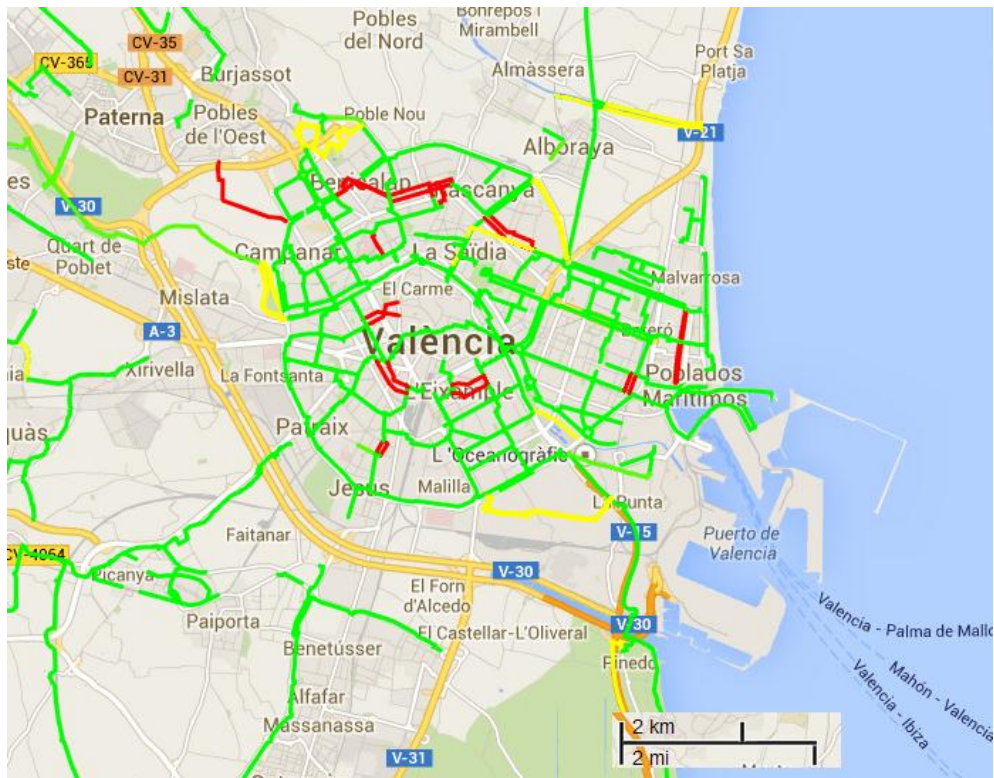 Pobles
del Nord
Bonrepòs i
Mirambell
CV-35
CV-365
CV-31
Burjassot
Almàssera
Port Sa
Platja
Paterna
Pobles
de l'Oest
Poble Nou
V-21
Alboraya
Benicalap
Rascanya
V-30
Quart de
Poblet
Campanar
La Saïdia
Malvarrosa
Mislata
El Carme
A-3
València
Xirivella
La Fontsanta
L'Eixample
Poblados
Marítimos
Patraix
L 'Oceanogràfic
Jesús
Malilla
La Punta
Faitanar
V-15
Puerto de
Valencia
CV-4064
Picanya
V-30
El Forn
d'Alcedo
Paiporta
El Castellar-L'Oliveral
V-30
Valencia - Palma de Mallo
Benetússer
Pinedo
Mahón - Valencia
Valencia - Ibiza
Alfafar
Massanassa
2 km
2 mi
V-31